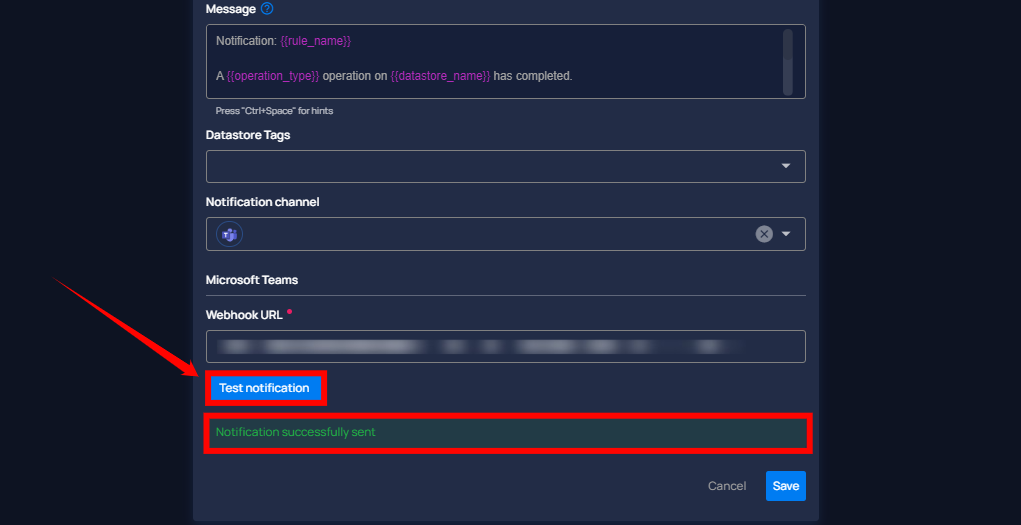 Message ?
Notification: {{rule_name}}
A {{operation_type}} operation on {{datastore_name}} has completed.
Press "Ctrl+Space" for hints
Datastore Tags
Notification channel
Microsoft Teams
Webhook URL
Test notification
Notification successfully sent
Cancel Save